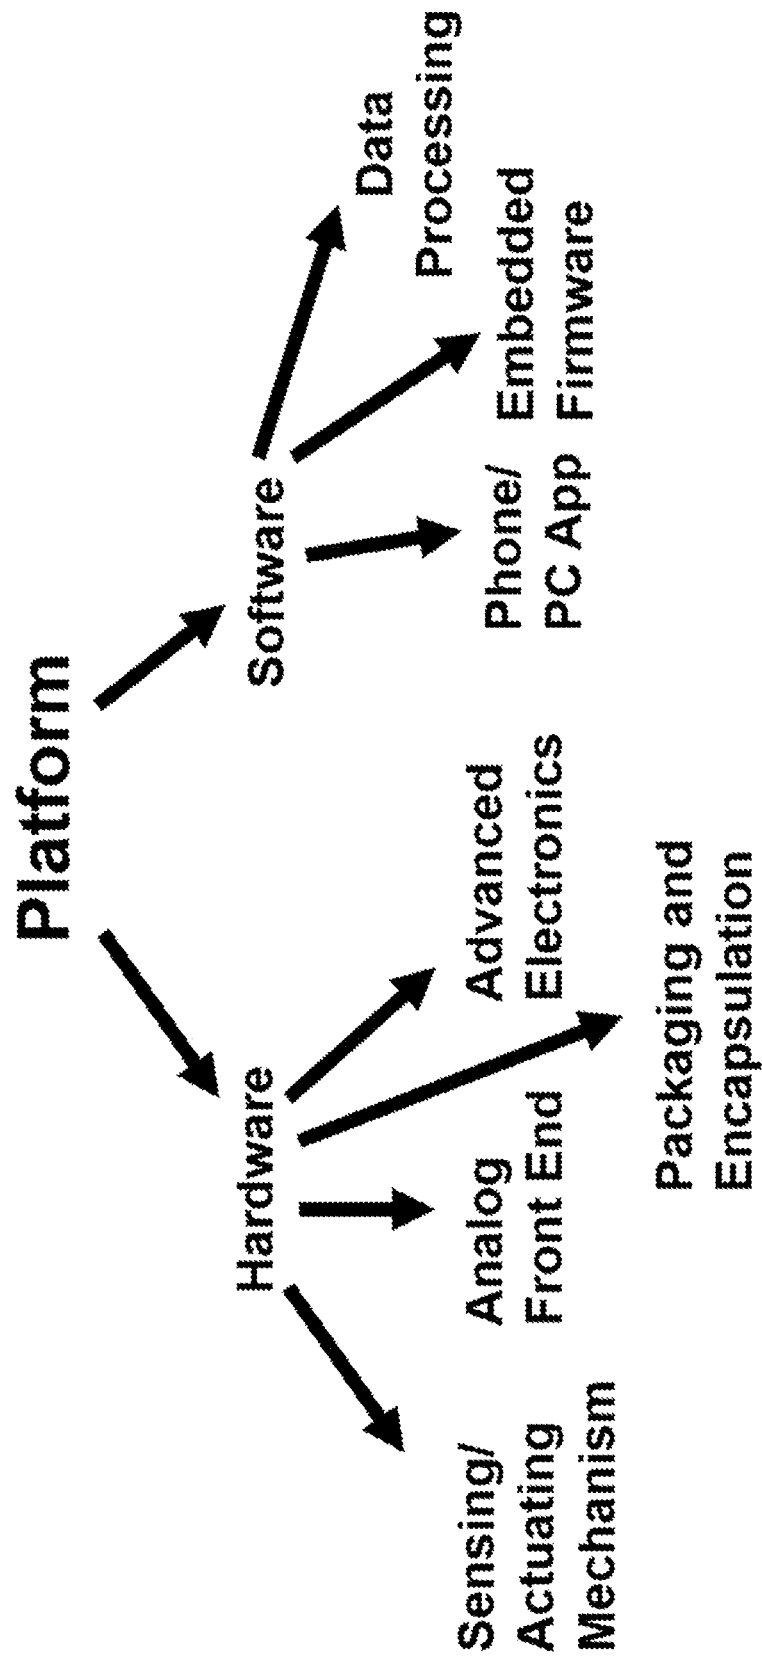 Platform
Hardware
Software
Sensing/
Actuating
Mechanism
Analog
Front End
Packaging and
Encapsulation
Advanced
Electronics
Phone/
PC App
Embedded
Firmware
Data
Processing